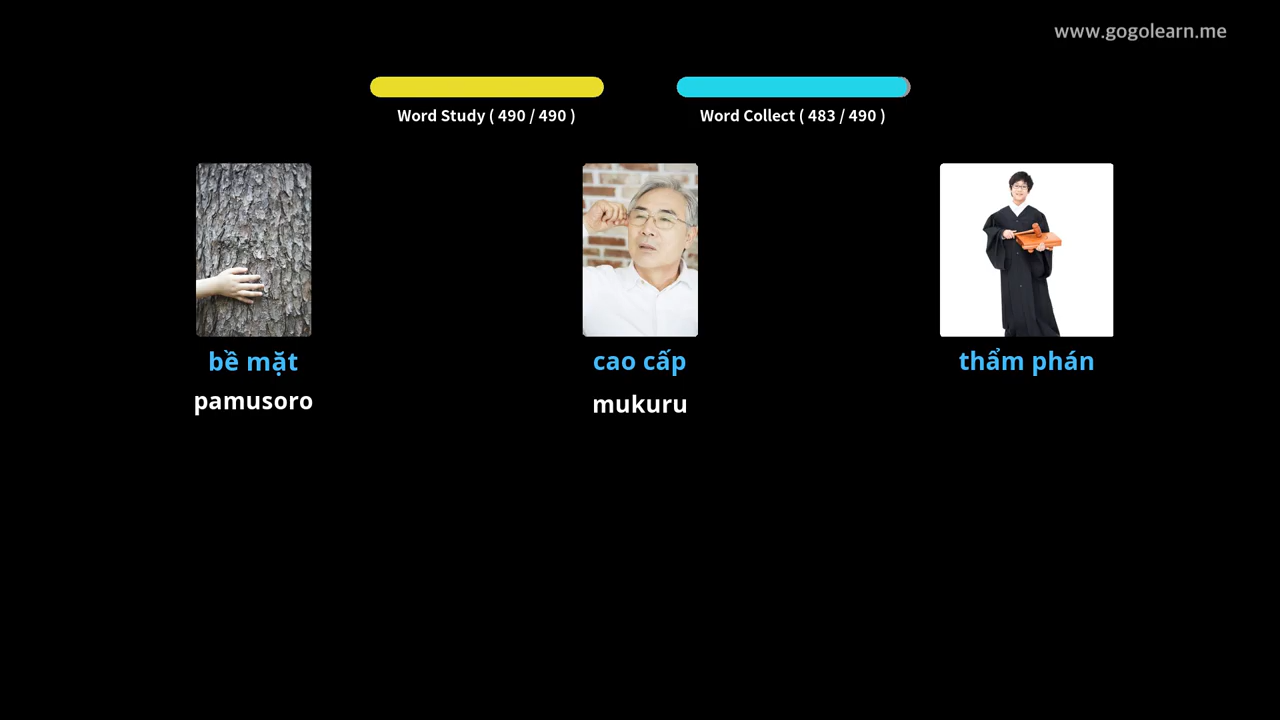 www.gogolearn.me
Word Study ( 490 / 490 )
Word Collect ( 483 / 490 )
bề mặt
pamusoro
cao cấp
mukuru
thẩm phán